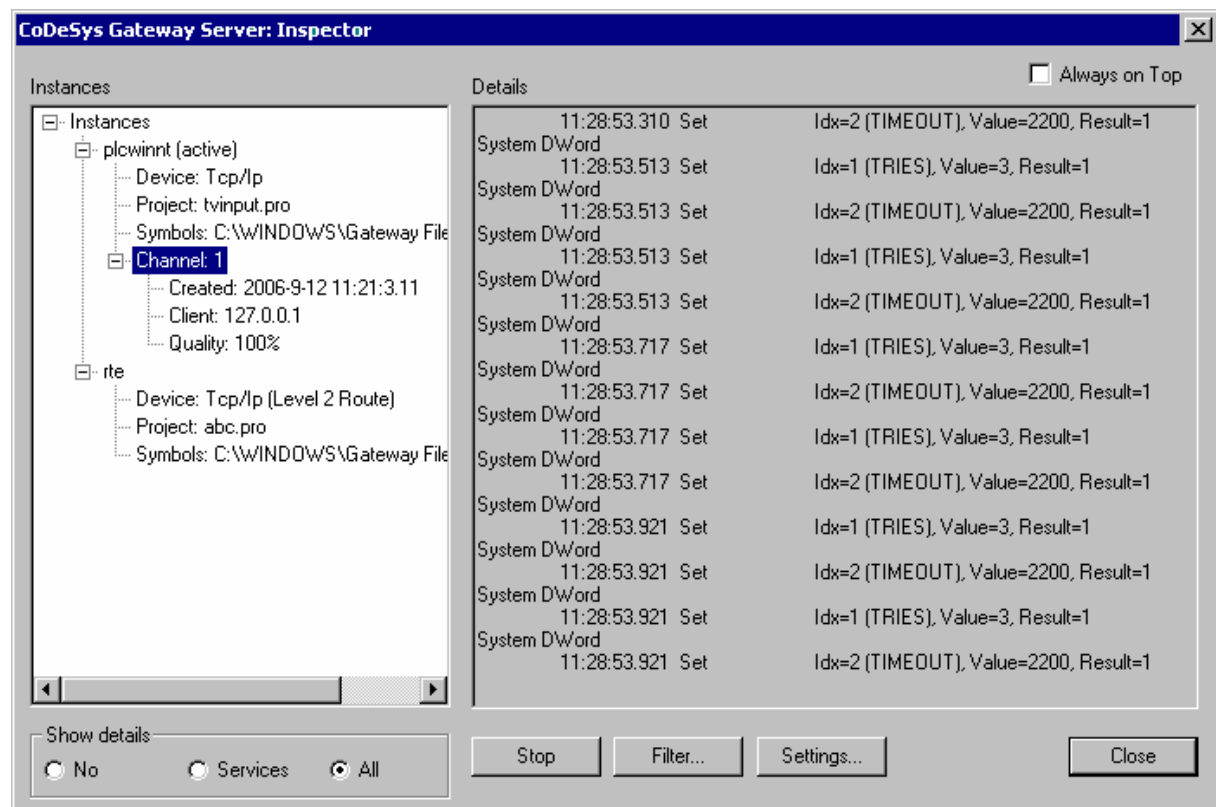 CoDeSys Gateway Server: Inspector
Always on Top
Instances
Instances
plcwinnt (active)
Device: Tcp/Ip
Project: tvinput.pro
Symbols: C:\WINDOWS\Gateway File
Channel: 1
Created: 2006-9-12 11:21:3.11
Client: 127.0.0.1
Quality: 100%
rte
Device: Tcp/Ip (Level 2 Route)
Project: abc.pro
Symbols: C:\WINDOWS\Gateway File
Details
11:28:53.310 Set Idx=2 (TIMEOUT), Value=2200, Result=1
System DWord
11:28:53.513 Set Idx=1 (TRIES), Value=3, Result=1
System DWord
11:28:53.513 Set Idx=2 (TIMEOUT), Value=2200, Result=1
System DWord
11:28:53.513 Set Idx=1 (TRIES), Value=3, Result=1
System DWord
11:28:53.513 Set Idx=2 (TIMEOUT), Value=2200, Result=1
System DWord
11:28:53.717 Set Idx=1 (TRIES), Value=3, Result=1
System DWord
11:28:53.717 Set Idx=2 (TIMEOUT), Value=2200, Result=1
System DWord
11:28:53.717 Set Idx=1 (TRIES), Value=3, Result=1
System DWord
11:28:53.717 Set Idx=2 (TIMEOUT), Value=2200, Result=1
System DWord
11:28:53.921 Set Idx=1 (TRIES), Value=3, Result=1
System DWord
11:28:53.921 Set Idx=2 (TIMEOUT), Value=2200, Result=1
System DWord
11:28:53.921 Set Idx=1 (TRIES), Value=3, Result=1
System DWord
11:28:53.921 Set Idx=2 (TIMEOUT), Value=2200, Result=1
Show details
No Services All
Stop Filter... Settings... Close